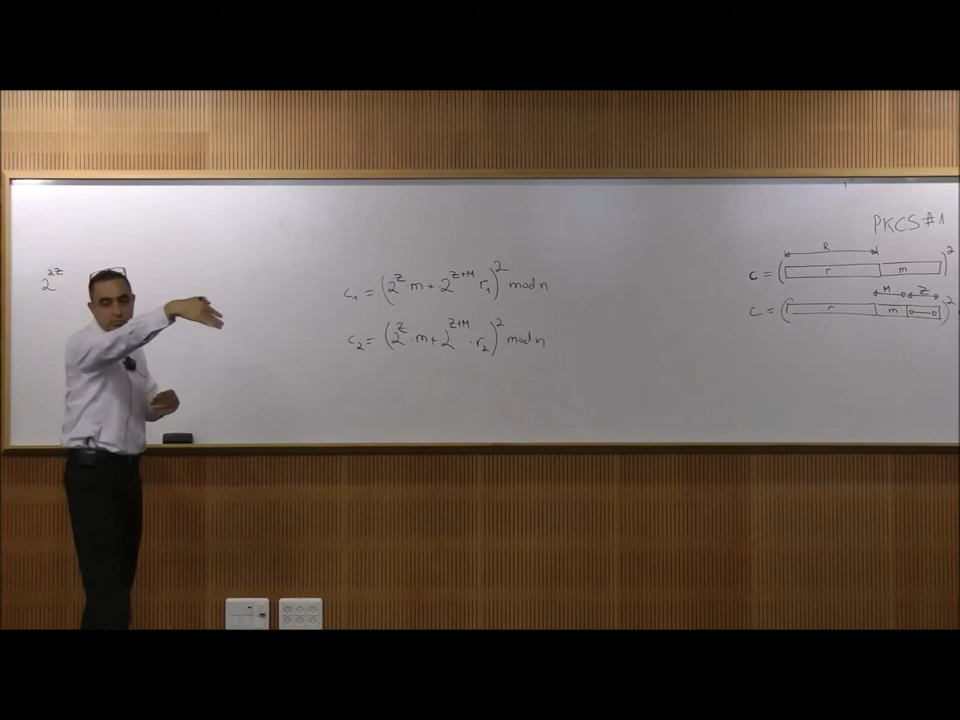 2^{2Z}
c₁ = (2^Z m + 2^{Z+M} · r₁)² mod n
c₂ = (2^Z · m + 2^{Z+M} · r₂)² mod n
PKCS#1
R
c = ( r m )²
M Z
c = ( r m 0 0 )²